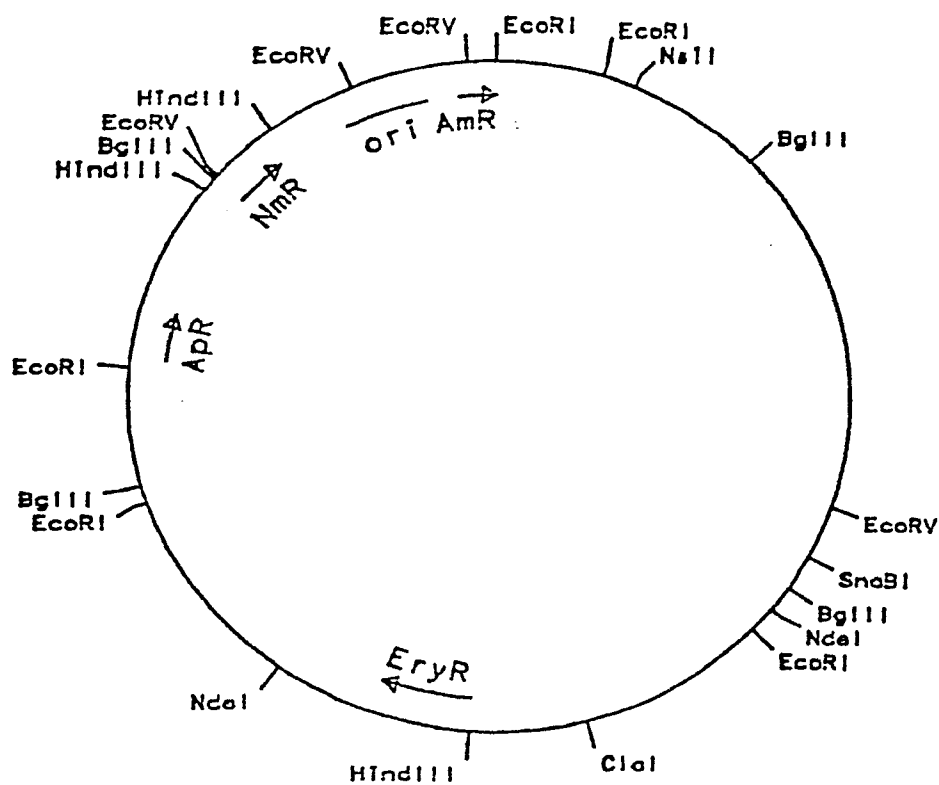 EcoRV
EcoRI
EcoRI
NsiI
EcoRV
HindIII
EcoRV
BglII
HindIII
ori
AmR
NmR
BglII
ApR
EcoRI
BglII
EcoRI
EcoRV
SnaBI
BglII
NdeI
EcoRI
EryR
NdeI
HindIII
ClaI